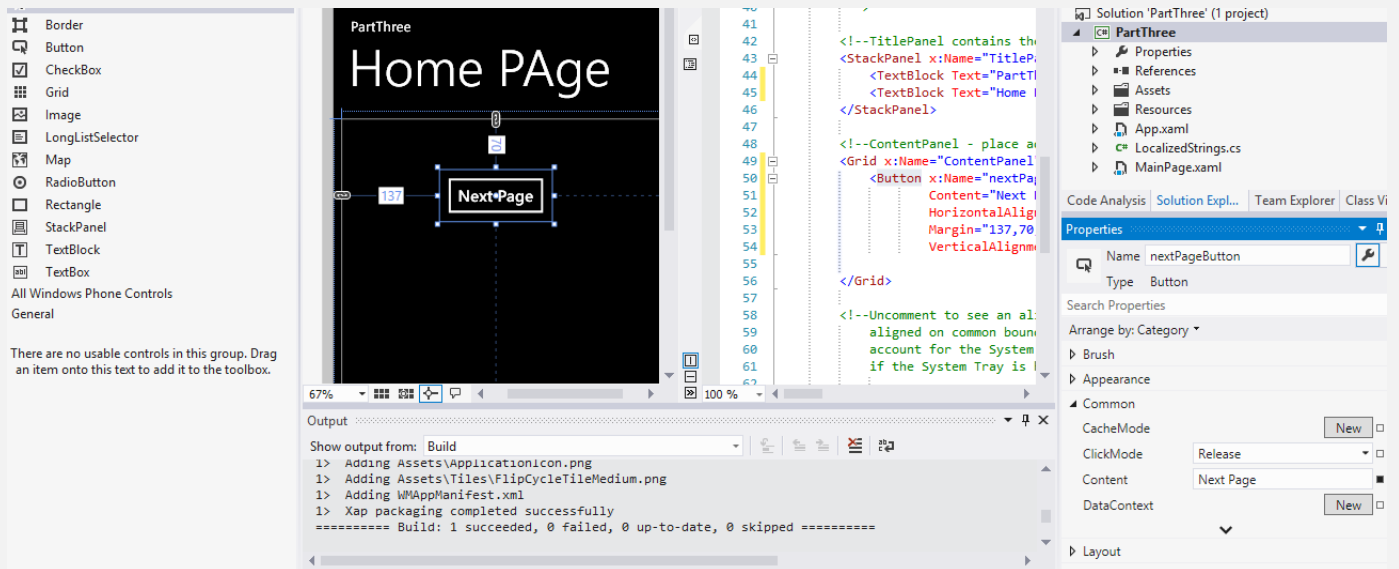 Border
Button
CheckBox
Grid
Image
LongListSelector
Map
RadioButton
Rectangle
StackPanel
TextBlock
TextBox
All Windows Phone Controls
General
There are no usable controls in this group. Drag
an item onto this text to add it to the toolbox.
PartThree
Home PAge
70
137
Next Page
67%
41
42 <!--TitlePanel contains the
43 <StackPanel x:Name="TitlePa
44 <TextBlock Text="PartTh
45 <TextBlock Text="Home
46 </StackPanel>
47
48 <!--ContentPanel - place ad
49 <Grid x:Name="ContentPanel"
50 <Button x:Name="nextPag
51 Content="Next
52 HorizontalAlign
53 Margin="137,70
54 VerticalAlignme
55
56 </Grid>
57
58 <!--Uncomment to see an ali
59 aligned on common bound
60 account for the System
61 if the System Tray is
62
100 %
Output
Show output from: Build
1> Adding Assets\ApplicationIcon.png
1> Adding Assets\Tiles\FlipCycleTileMedium.png
1> Adding WMAppManifest.xml
1> Xap packaging completed successfully
========== Build: 1 succeeded, 0 failed, 0 up-to-date, 0 skipped ==========
Solution 'PartThree' (1 project)
C# PartThree
Properties
References
Assets
Resources
App.xaml
C# LocalizedStrings.cs
MainPage.xaml
Code Analysis Solution Expl... Team Explorer Class Vi
Properties
Name nextPageButton
Type Button
Search Properties
Arrange by: Category
Brush
Appearance
Common
CacheMode New
ClickMode Release
Content Next Page
DataContext New
Layout